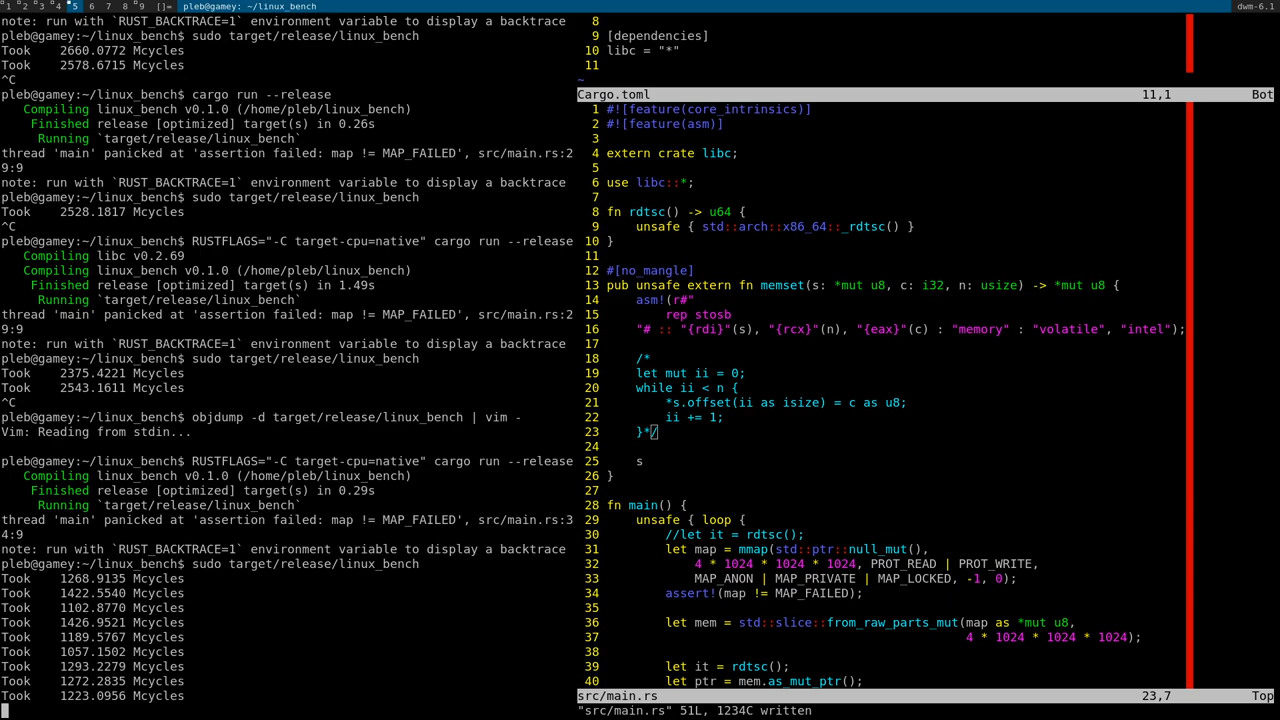 1 2 3 4 5 6 7 8 9 []= pleb@gamey: ~/linux_bench dwm-6.1
note: run with `RUST_BACKTRACE=1` environment variable to display a backtrace
pleb@gamey:~/linux_bench$ sudo target/release/linux_bench
Took    2660.0772 Mcycles
Took    2578.6715 Mcycles
^C
pleb@gamey:~/linux_bench$ cargo run --release
   Compiling linux_bench v0.1.0 (/home/pleb/linux_bench)
    Finished release [optimized] target(s) in 0.26s
     Running `target/release/linux_bench`
thread 'main' panicked at 'assertion failed: map != MAP_FAILED', src/main.rs:2
9:9
note: run with `RUST_BACKTRACE=1` environment variable to display a backtrace
pleb@gamey:~/linux_bench$ sudo target/release/linux_bench
Took    2528.1817 Mcycles
^C
pleb@gamey:~/linux_bench$ RUSTFLAGS="-C target-cpu=native" cargo run --release
   Compiling libc v0.2.69
   Compiling linux_bench v0.1.0 (/home/pleb/linux_bench)
    Finished release [optimized] target(s) in 1.49s
     Running `target/release/linux_bench`
thread 'main' panicked at 'assertion failed: map != MAP_FAILED', src/main.rs:2
9:9
note: run with `RUST_BACKTRACE=1` environment variable to display a backtrace
pleb@gamey:~/linux_bench$ sudo target/release/linux_bench
Took    2375.4221 Mcycles
Took    2543.1611 Mcycles
^C
pleb@gamey:~/linux_bench$ objdump -d target/release/linux_bench | vim -
Vim: Reading from stdin...
pleb@gamey:~/linux_bench$ RUSTFLAGS="-C target-cpu=native" cargo run --release
   Compiling linux_bench v0.1.0 (/home/pleb/linux_bench)
    Finished release [optimized] target(s) in 0.29s
     Running `target/release/linux_bench`
thread 'main' panicked at 'assertion failed: map != MAP_FAILED', src/main.rs:3
4:9
note: run with `RUST_BACKTRACE=1` environment variable to display a backtrace
pleb@gamey:~/linux_bench$ sudo target/release/linux_bench
Took    1268.9135 Mcycles
Took    1422.5540 Mcycles
Took    1102.8770 Mcycles
Took    1426.9521 Mcycles
Took    1189.5767 Mcycles
Took    1057.1502 Mcycles
Took    1293.2279 Mcycles
Took    1272.2835 Mcycles
Took    1223.0956 Mcycles
8
9 [dependencies]
10 libc = "*"
11
~
Cargo.toml 11,1 Bot
1 #![feature(core_intrinsics)]
2 #![feature(asm)]
3
4 extern crate libc;
5
6 use libc::*;
7
8 fn rdtsc() -> u64 {
9     unsafe { std::arch::x86_64::_rdtsc() }
10 }
11
12 #[no_mangle]
13 pub unsafe extern fn memset(s: *mut u8, c: i32, n: usize) -> *mut u8 {
14     asm!(r#"
15         rep stosb
16     "# :: "{rdi}"(s), "{rcx}"(n), "{eax}"(c) : "memory" : "volatile", "intel");
17
18     /*
19     let mut ii = 0;
20     while ii < n {
21         *s.offset(ii as isize) = c as u8;
22         ii += 1;
23     }*/
24
25     s
26 }
27
28 fn main() {
29     unsafe { loop {
30         //let it = rdtsc();
31         let map = mmap(std::ptr::null_mut(),
32             4 * 1024 * 1024 * 1024, PROT_READ | PROT_WRITE,
33             MAP_ANON | MAP_PRIVATE | MAP_LOCKED, -1, 0);
34         assert!(map != MAP_FAILED);
35
36         let mem = std::slice::from_raw_parts_mut(map as *mut u8,
37                                                  4 * 1024 * 1024 * 1024);
38
39         let it = rdtsc();
40         let ptr = mem.as_mut_ptr();
src/main.rs 23,7 Top
"src/main.rs" 51L, 1234C written